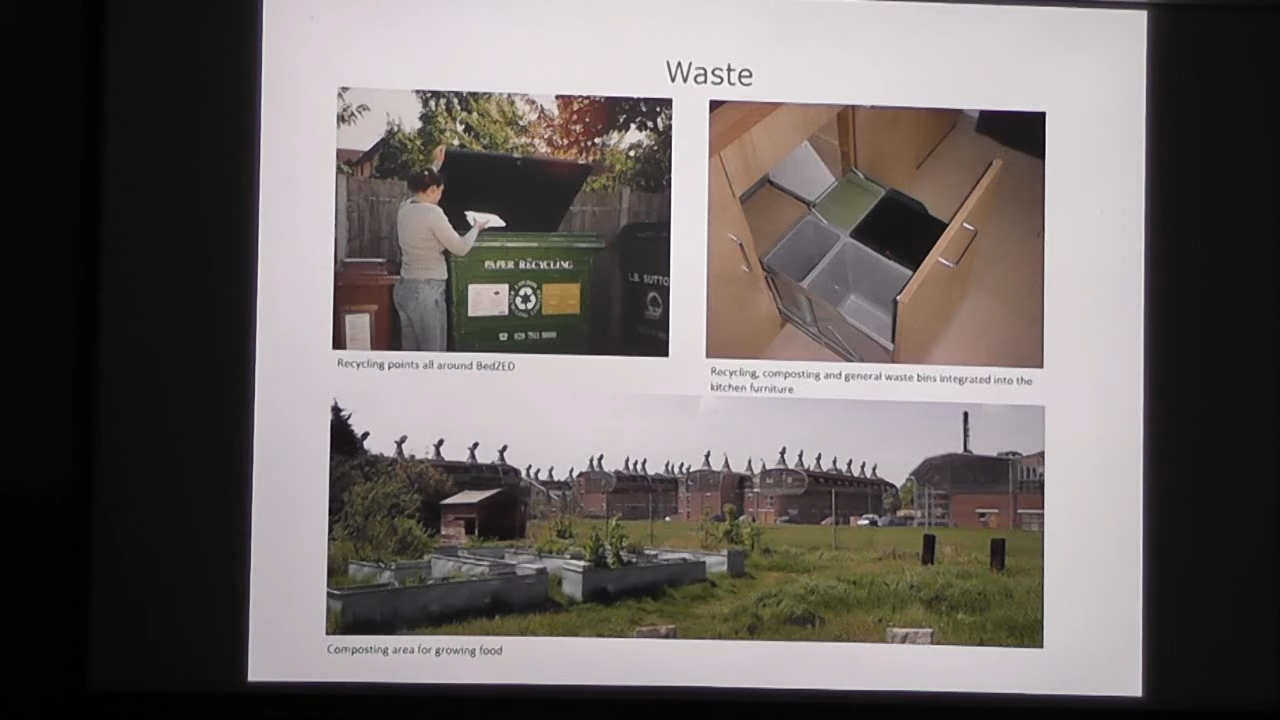 Waste
PAPER RECYCLING
L.B. SUTTO
Recycling points all around BedZED
Recycling, composting and general waste bins integrated into the
kitchen furniture
Composting area for growing food